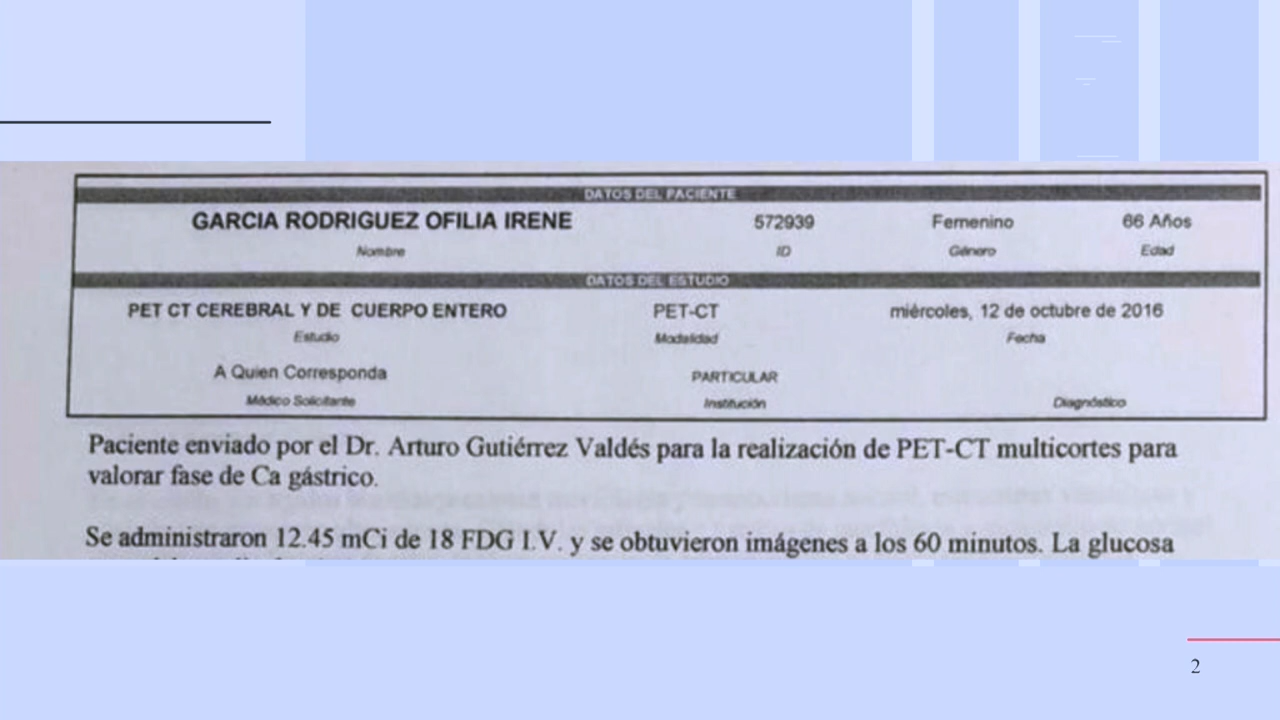 DATOS DEL PACIENTE
GARCIA RODRIGUEZ OFILIA IRENE 572939 Femenino 66 Años
Nombre ID Género Edad
DATOS DEL ESTUDIO
PET CT CEREBRAL Y DE CUERPO ENTERO PET-CT miércoles, 12 de octubre de 2016
Estudio Modalidad Fecha
A Quien Corresponda PARTICULAR
Médico Solicitante Institución Diagnóstico
Paciente enviado por el Dr. Arturo Gutiérrez Valdés para la realización de PET-CT multicortes para
valorar fase de Ca gástrico.
Se administraron 12.45 mCi de 18 FDG I.V. y se obtuvieron imágenes a los 60 minutos. La glucosa
2